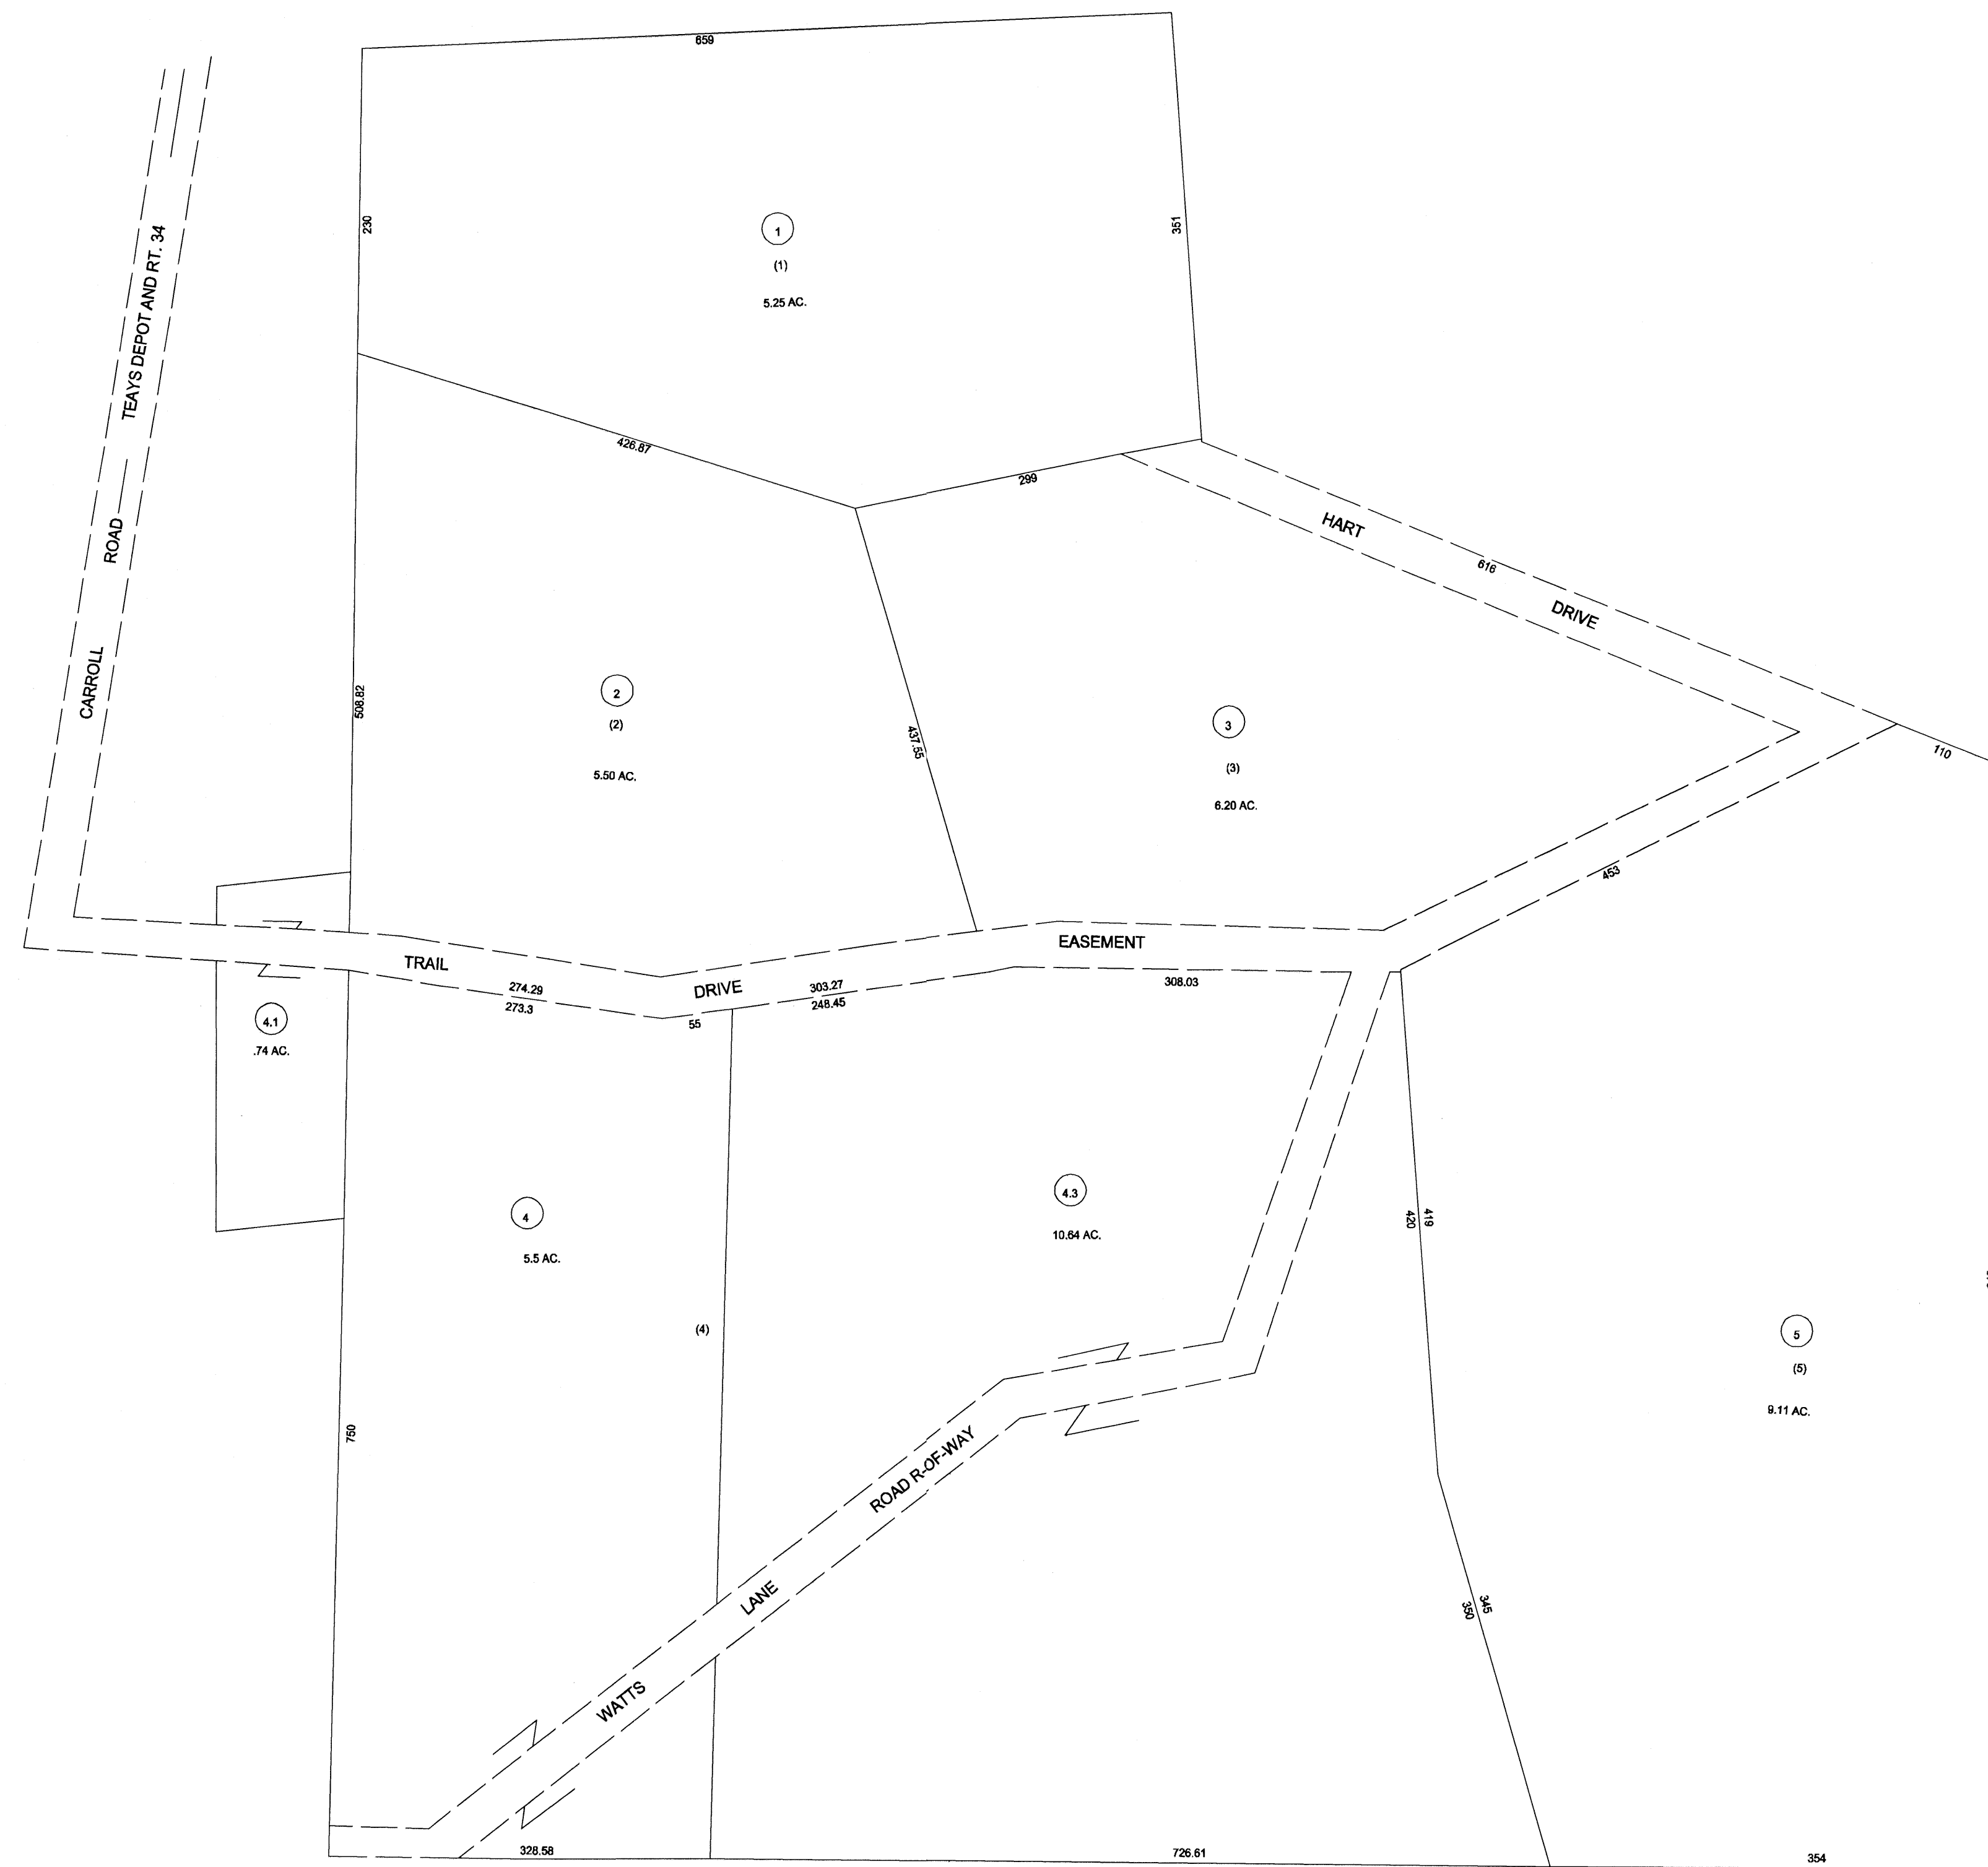 659
TEAYS DEPOT AND RT. 34
230
351
1
(1)
5.25 AC.
426.87
299
HART
616
DRIVE
ROAD
CARROLL
508.82
2
(2)
5.50 AC.
437.55
3
(3)
6.20 AC.
110
453
TRAIL
274.29
273.3
DRIVE
55
303.27
248.45
EASEMENT
308.03
4.1
.74 AC.
4
5.5 AC.
4.3
10.64 AC.
420
419
(4)
5
(5)
9.11 AC.
750
ROAD R-OF-WAY
LANE
WATTS
350
345
328.58
726.61
354